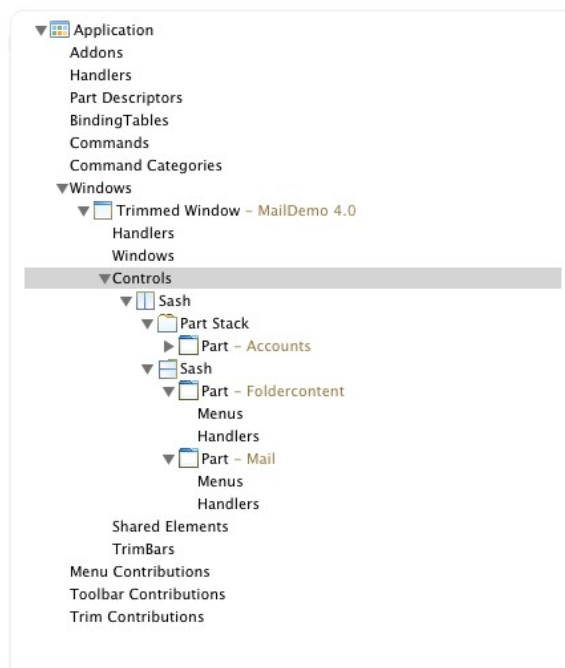 Application
Addons
Handlers
Part Descriptors
BindingTables
Commands
Command Categories
Windows
Trimmed Window – MailDemo 4.0
Handlers
Windows
Controls
Sash
Part Stack
Part – Accounts
Sash
Part – Foldercontent
Menus
Handlers
Part – Mail
Menus
Handlers
Shared Elements
TrimBars
Menu Contributions
Toolbar Contributions
Trim Contributions